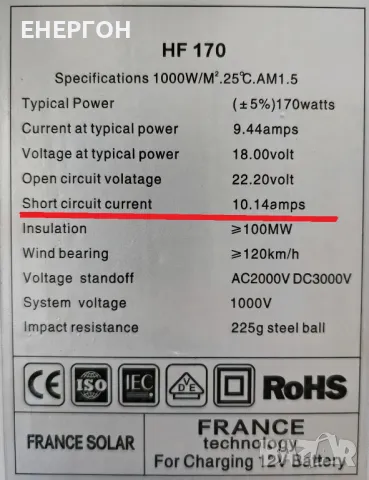 ЕНЕРГОН
HF 170
Specifications 1000W/M².25℃.AM1.5
Typical Power (±5%)170watts
Current at typical power 9.44amps
Voltage at typical power 18.00volt
Open circuit volatage 22.20volt
Short circuit current 10.14amps
Insulation ≥100MW
Wind bearing ≥120km/h
Voltage standoff AC2000V DC3000V
System voltage 1000V
Impact resistance 225g steel ball
CE ISO IEC VDE RoHS
FRANCE SOLAR
FRANCE
technology
For Charging 12V Battery
BAZAR